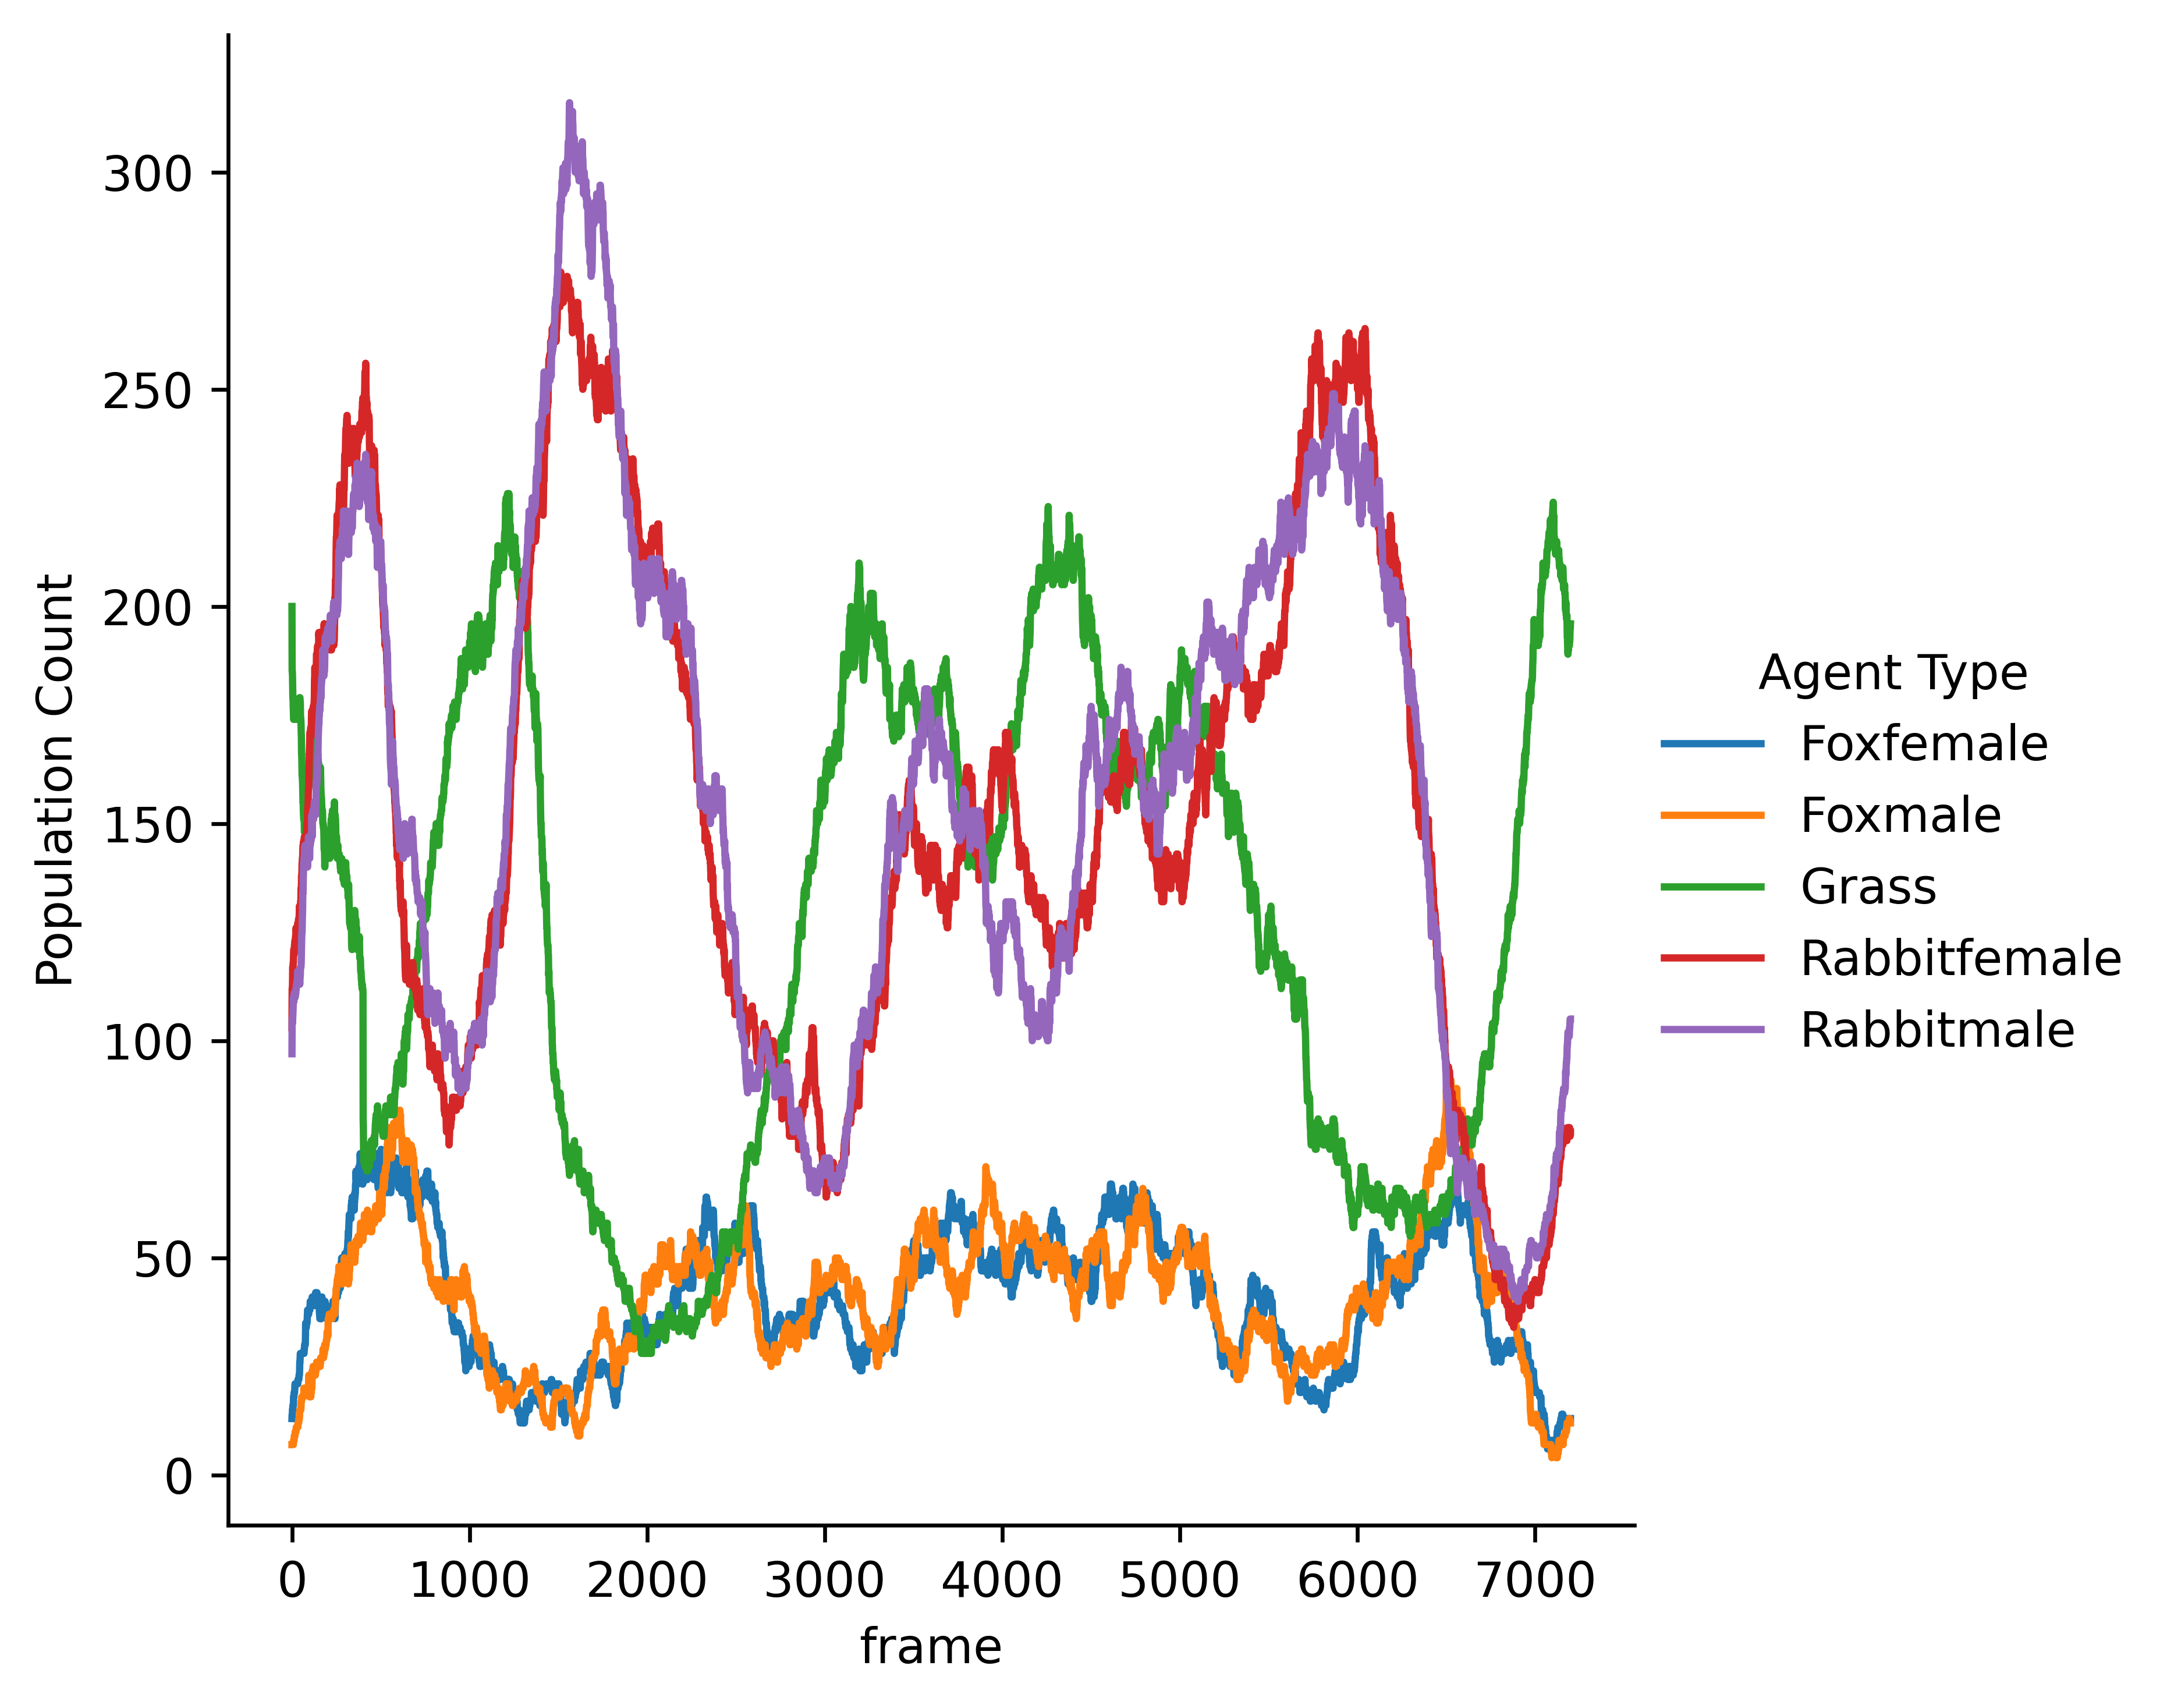 Population Count
300
250
200
150
100
50
0
0 1000 2000 3000 4000 5000 6000 7000
frame
Agent Type
Foxfemale
Foxmale
Grass
Rabbitfemale
Rabbitmale